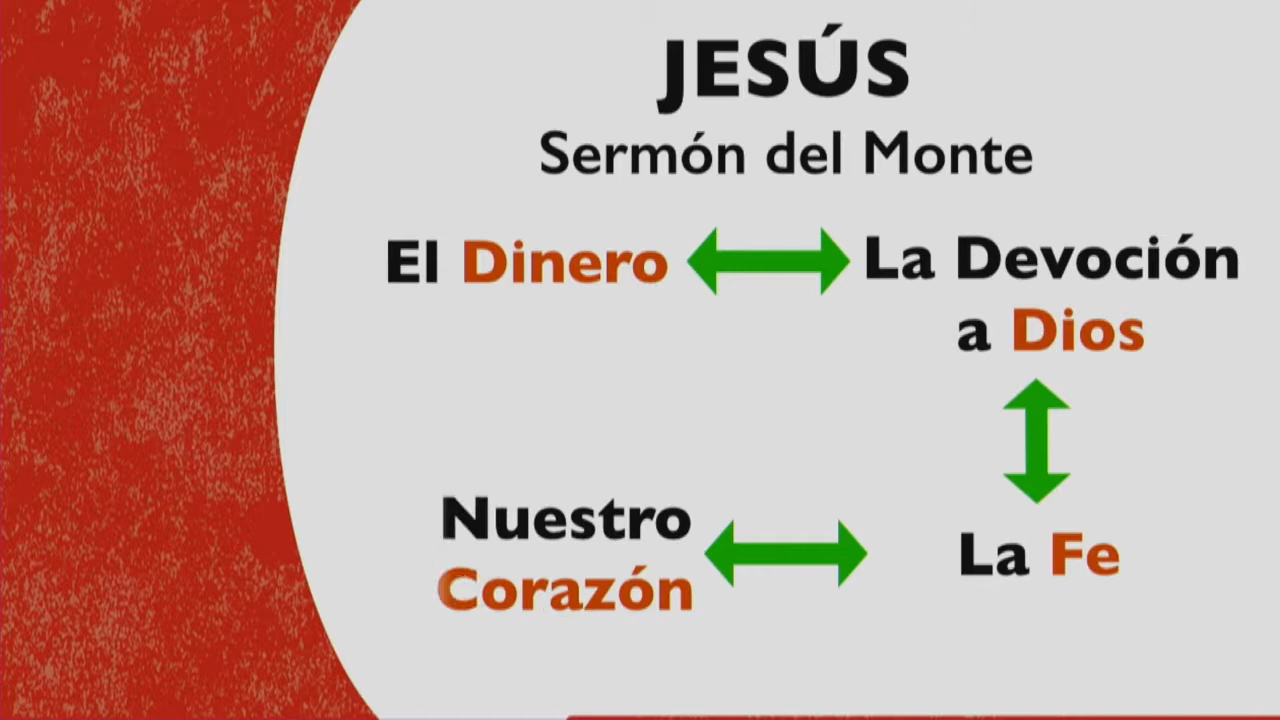 JESÚS
Sermón del Monte
El Dinero
La Devoción
a Dios
Nuestro
Corazón
La Fe